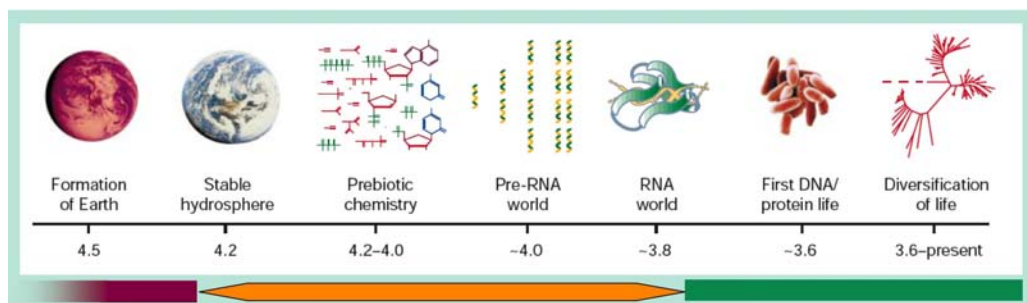 Formation
of Earth
Stable
hydrosphere
Prebiotic
chemistry
Pre-RNA
world
RNA
world
First DNA/
protein life
Diversification
of life
4.5
4.2
4.2–4.0
~4.0
~3.8
~3.6
3.6–present